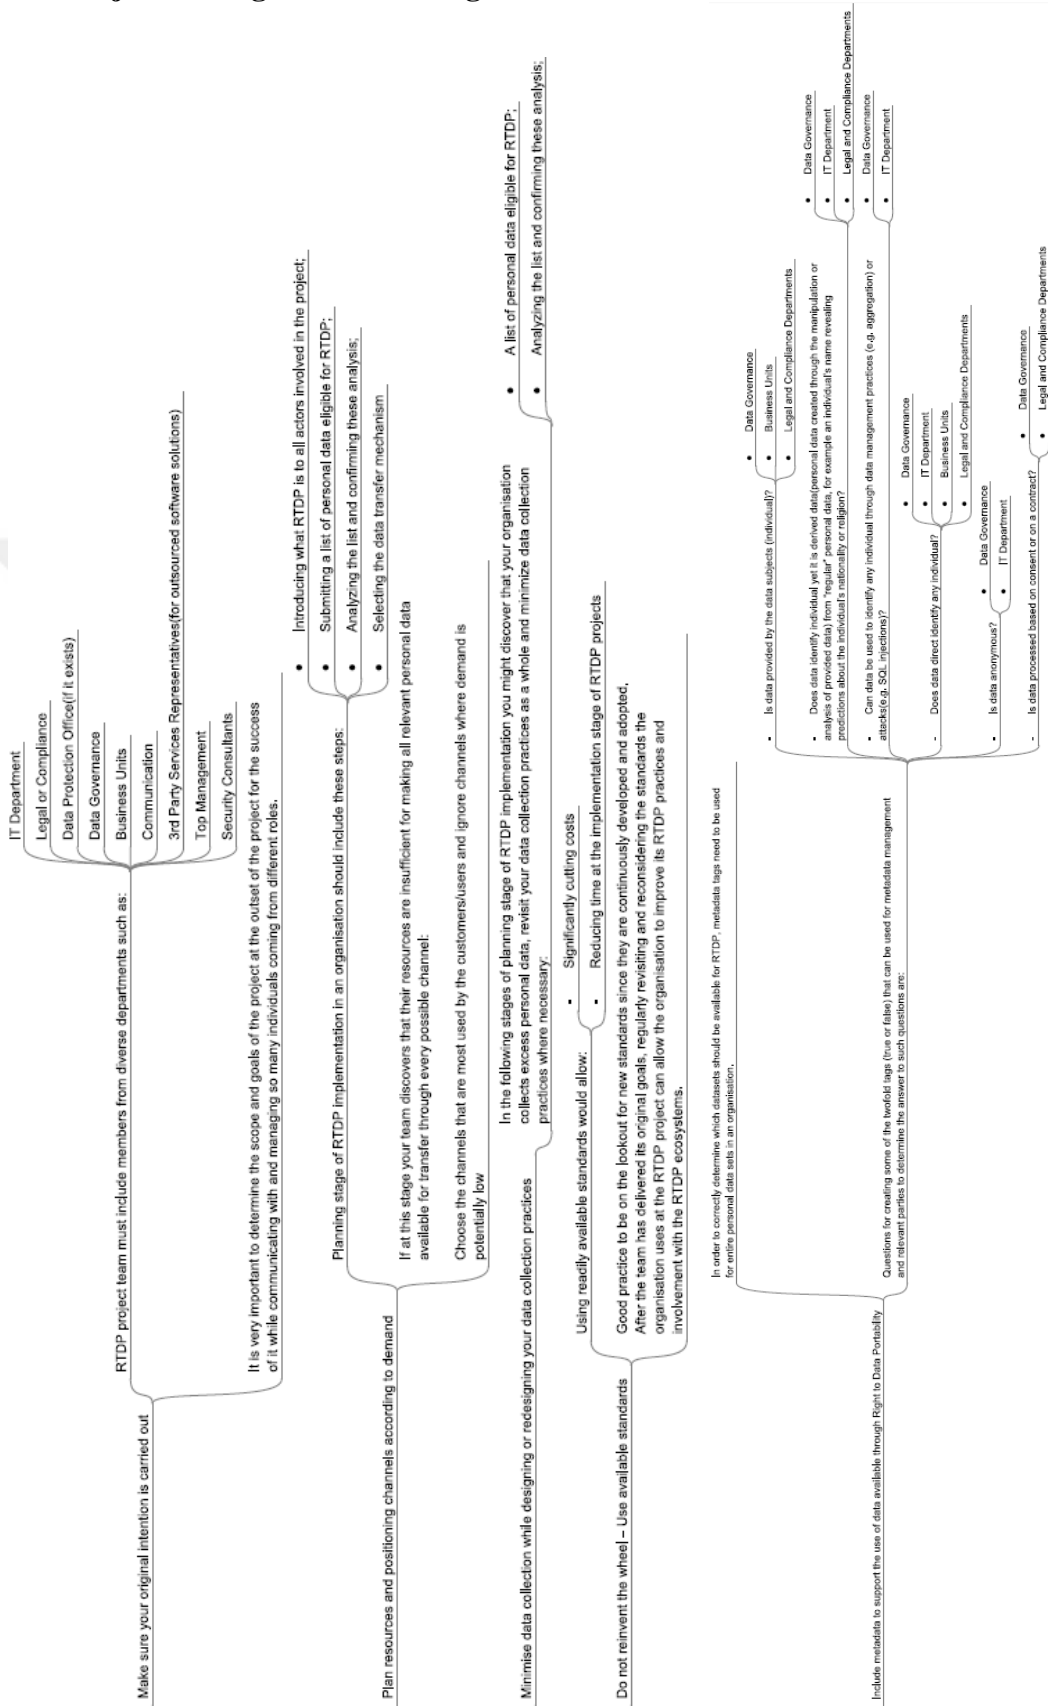 Make sure your original intention is carried out
RTDP project team must include members from diverse departments such as:
IT Department
Legal or Compliance
Data Protection Office(if it exists)
Data Governance
Business Units
Communication
3rd Party Services Representatives(for outsourced software solutions)
Top Management
Security Consultants
It is very important to determine the scope and goals of the project at the outset of the project for the success
of it while communicating with and managing so many individuals coming from different roles.
Plan resources and positioning channels according to demand
Planning stage of RTDP implementation in an organisation should include these steps:
• Introducing what RTDP is to all actors involved in the project;
• Submitting a list of personal data eligible for RTDP;
• Analyzing the list and confirming these analysis;
• Selecting the data transfer mechanism
If at this stage your team discovers that their resources are insufficient for making all relevant personal data
available for transfer through every possible channel:
Choose the channels that are most used by the customers/users and ignore channels where demand is
potentially low
Minimise data collection while designing or redesigning your data collection practices
In the following stages of planning stage of RTDP implementation you might discover that your organisation
collects excess personal data, revisit your data collection practices as a whole and minimize data collection
practices where necessary:
• A list of personal data eligible for RTDP;
• Analyzing the list and confirming these analysis;
Do not reinvent the wheel – Use available standards
Using readily available standards would allow:
▪ Significantly cutting costs
▪ Reducing time at the implementation stage of RTDP projects
Good practice to be on the lookout for new standards since they are continuously developed and adopted,
After the team has delivered its original goals, regularly revisiting and reconsidering the standards the
organisation uses at the RTDP project can allow the organisation to improve its RTDP practices and
involvement with the RTDP ecosystems.
Include metadata to support the use of data available through Right to Data Portability
In order to correctly determine which datasets should be available for RTDP, metadata tags need to be used
for entire personal data sets in an organisation.
Questions for creating some of the twofold tags (true or false) that can be used for metadata management
and relevant parties to determine the answer to such questions are:
▪ Is data provided by the data subjects (individual)?
• Data Governance
• Business Units
• Legal and Compliance Departments
▪ Does data identify individual yet it is derived data(personal data created through the manipulation or
analysis of provided data) from "regular" personal data, for example an individual's name revealing
predictions about the individual's nationality or religion?
• Data Governance
• IT Department
• Legal and Compliance Departments
▪ Can data be used to identify any individual through data management practices (e.g. aggregation) or
attacks(e.g. SQL injections)?
• Data Governance
• IT Department
- Does data direct identify any individual?
• Data Governance
• IT Department
• Business Units
• Legal and Compliance Departments
▪ Is data anonymous?
• Data Governance
• IT Department
- Is data processed based on consent or on a contract?
• Data Governance
• Legal and Compliance Departments